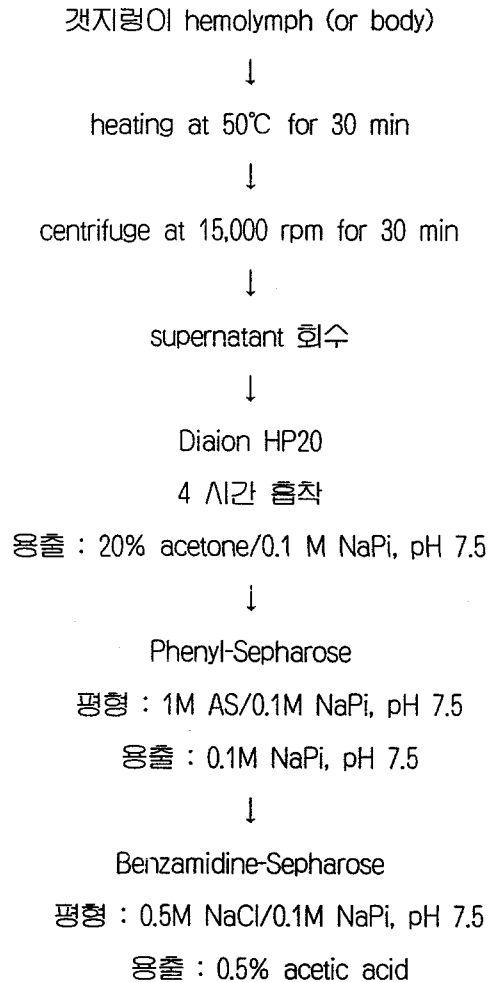 갯지렁이 hemolymph (or body)
↓
heating at 50℃ for 30 min
↓
centrifuge at 15,000 rpm for 30 min
↓
supernatant 회수
↓
Diaion HP20
4 시간 흡착
용출 : 20% acetone/0.1 M NaPi, pH 7.5
↓
Phenyl-Sepharose
평형 : 1M AS/0.1M NaPi, pH 7.5
용출 : 0.1M NaPi, pH 7.5
↓
Benzamidine-Sepharose
평형 : 0.5M NaCl/0.1M NaPi, pH 7.5
용출 : 0.5% acetic acid